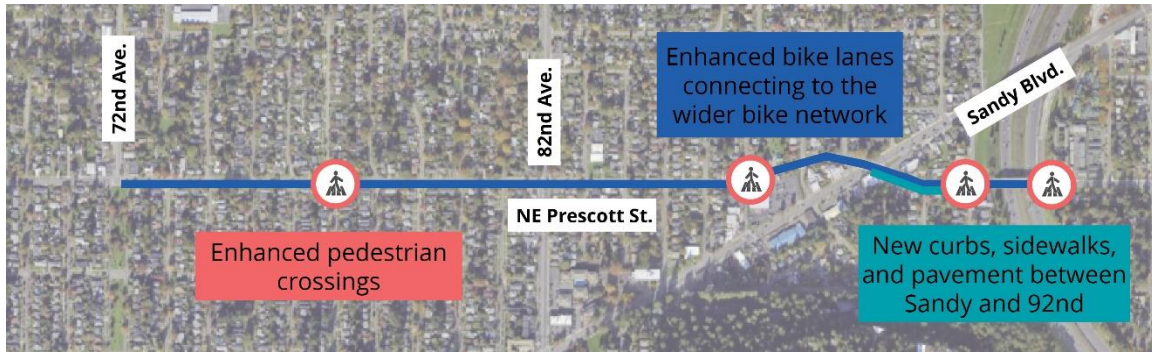 72nd Ave.
82nd Ave.
Enhanced bike lanes
connecting to the
wider bike network
Sandy Blvd.
NE Prescott St.
Enhanced pedestrian
crossings
New curbs, sidewalks,
and pavement between
Sandy and 92nd